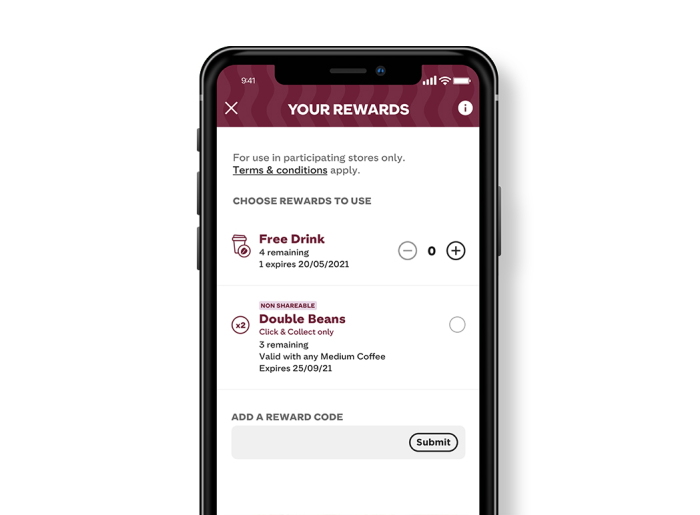 9:41
YOUR REWARDS
For use in participating stores only.
Terms & conditions apply.
CHOOSE REWARDS TO USE
Free Drink
4 remaining
1 expires 20/05/2021
0
NON SHAREABLE
x2
Double Beans
Click & Collect only
3 remaining
Valid with any Medium Coffee
Expires 25/09/21
ADD A REWARD CODE
Submit